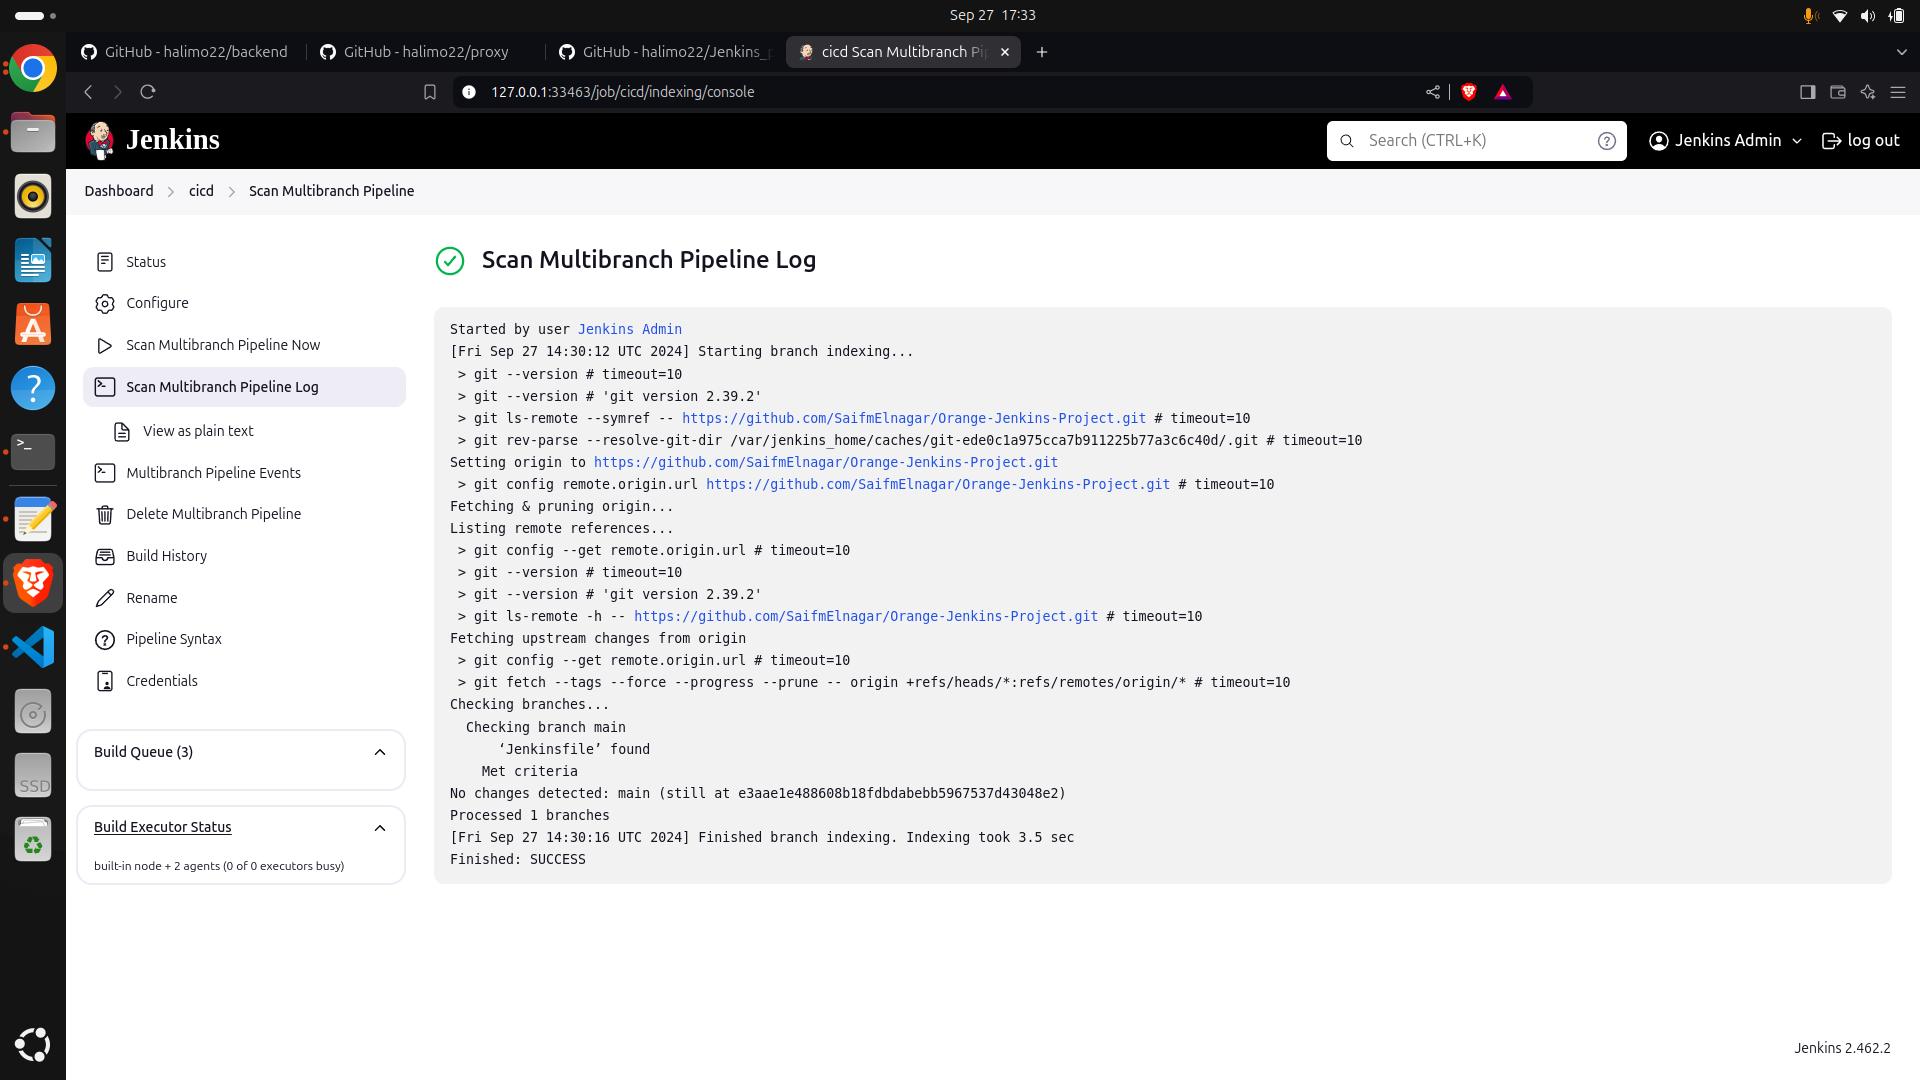 Sep 27 17:33
GitHub - halimo22/backend
GitHub - halimo22/proxy
GitHub - halimo22/Jenkins_
cicd Scan Multibranch Pi
127.0.0.1:33463/job/cicd/indexing/console
Jenkins
Search (CTRL+K)
Jenkins Admin
log out
Dashboard
cicd
Scan Multibranch Pipeline
Status
Configure
Scan Multibranch Pipeline Now
Scan Multibranch Pipeline Log
View as plain text
Multibranch Pipeline Events
Delete Multibranch Pipeline
Build History
Rename
Pipeline Syntax
Credentials
Build Queue (3)
Build Executor Status
built-in node + 2 agents (0 of 0 executors busy)
Scan Multibranch Pipeline Log
Started by user Jenkins Admin
[Fri Sep 27 14:30:12 UTC 2024] Starting branch indexing...
> git --version # timeout=10
> git --version # 'git version 2.39.2'
> git ls-remote --symref -- https://github.com/SaifmElnagar/Orange-Jenkins-Project.git # timeout=10
> git rev-parse --resolve-git-dir /var/jenkins_home/caches/git-ede0c1a975cca7b911225b77a3c6c40d/.git # timeout=10
Setting origin to https://github.com/SaifmElnagar/Orange-Jenkins-Project.git
> git config remote.origin.url https://github.com/SaifmElnagar/Orange-Jenkins-Project.git # timeout=10
Fetching & pruning origin...
Listing remote references...
> git config --get remote.origin.url # timeout=10
> git --version # timeout=10
> git --version # 'git version 2.39.2'
> git ls-remote -h -- https://github.com/SaifmElnagar/Orange-Jenkins-Project.git # timeout=10
Fetching upstream changes from origin
> git config --get remote.origin.url # timeout=10
> git fetch --tags --force --progress --prune -- origin +refs/heads/*:refs/remotes/origin/* # timeout=10
Checking branches...
Checking branch main
‘Jenkinsfile’ found
Met criteria
No changes detected: main (still at e3aae1e488608b18fdbdabebb5967537d43048e2)
Processed 1 branches
[Fri Sep 27 14:30:16 UTC 2024] Finished branch indexing. Indexing took 3.5 sec
Finished: SUCCESS
SSD
Jenkins 2.462.2